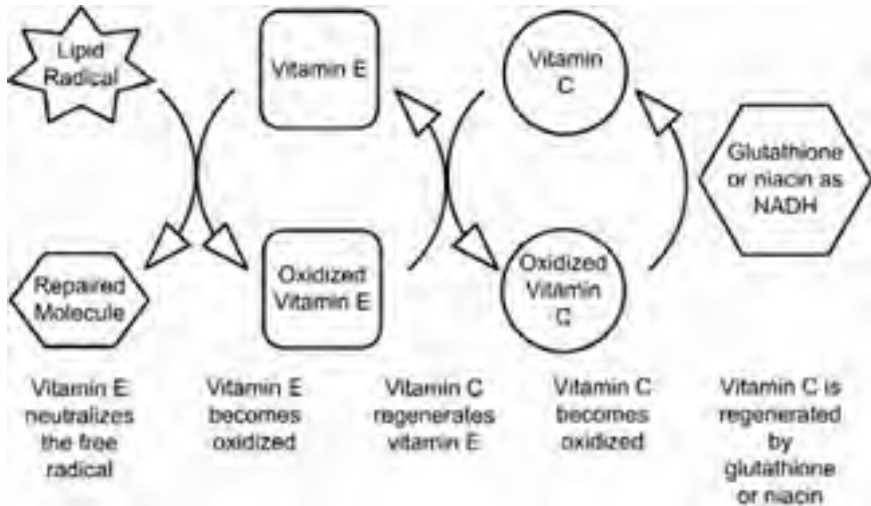 Lipid
Radical
Vitamin E
Vitamin
C
Glutathione
or niacin as
NADH
Repaired
Molecule
Oxidized
Vitamin E
Oxidized
Vitamin
C
Vitamin E
neutralizes
the free
radical
Vitamin E
becomes
oxidized
Vitamin C
regenerates
vitamin E
Vitamin C
becomes
oxidized
Vitamin C is
regenerated
by
glutathione
or niacin